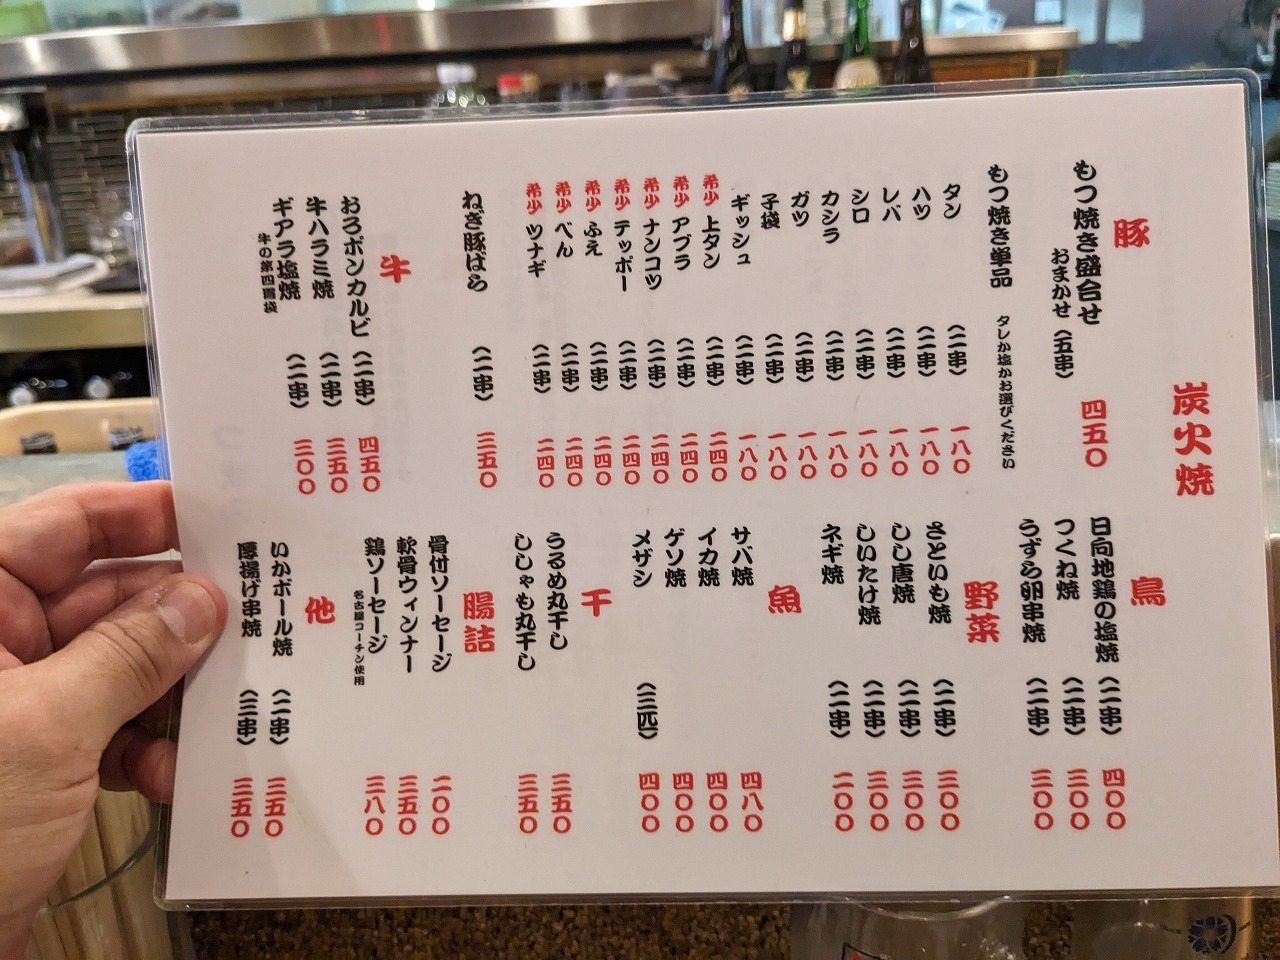 炭火焼
豚
もつ焼き盛合せ
おまかせ（五串） 四五〇
もつ焼き単品 タレか塩かお選びください
タン （二串） 一八〇
ハツ （二串） 一八〇
レバ （二串） 一八〇
シロ （二串） 一八〇
カシラ （二串） 一八〇
ガツ （二串） 一八〇
子袋 （二串） 一八〇
ギッシュ （二串） 一八〇
希少 上タン （二串） 二四〇
希少 アブラ （二串） 二四〇
希少 ナンコツ （二串） 二四〇
希少 テッポー （二串） 二四〇
希少 ふえ （二串） 二四〇
希少 べん （二串） 二四〇
希少 ツナギ （二串） 二四〇
ねぎ豚ばら （二串） 三五〇
牛
おろポンカルビ （二串） 四五〇
牛ハラミ焼 （二串） 三五〇
ギアラ塩焼 （二串） 三〇〇
牛の第四胃袋
鳥
日向地鶏の塩焼 （二串） 四〇〇
つくね焼 （二串） 三〇〇
うずら卵串焼 （二串） 三〇〇
野菜
さといも焼 （二串） 三〇〇
しし唐焼 （二串） 三〇〇
しいたけ焼 （二串） 三〇〇
ネギ焼 （二串） 二〇〇
魚
サバ焼 四八〇
イカ焼 四〇〇
ゲソ焼 四〇〇
メザシ （三匹） 四〇〇
干
うるめ丸干し 三五〇
ししゃも丸干し 三五〇
腸詰
骨付ソーセージ 二〇〇
軟骨ウィンナー 三五〇
鶏ソーセージ 三八〇
名古屋コーチン使用
他
いかボール焼 （二串） 三五〇
厚揚げ串焼 （三串） 三五〇